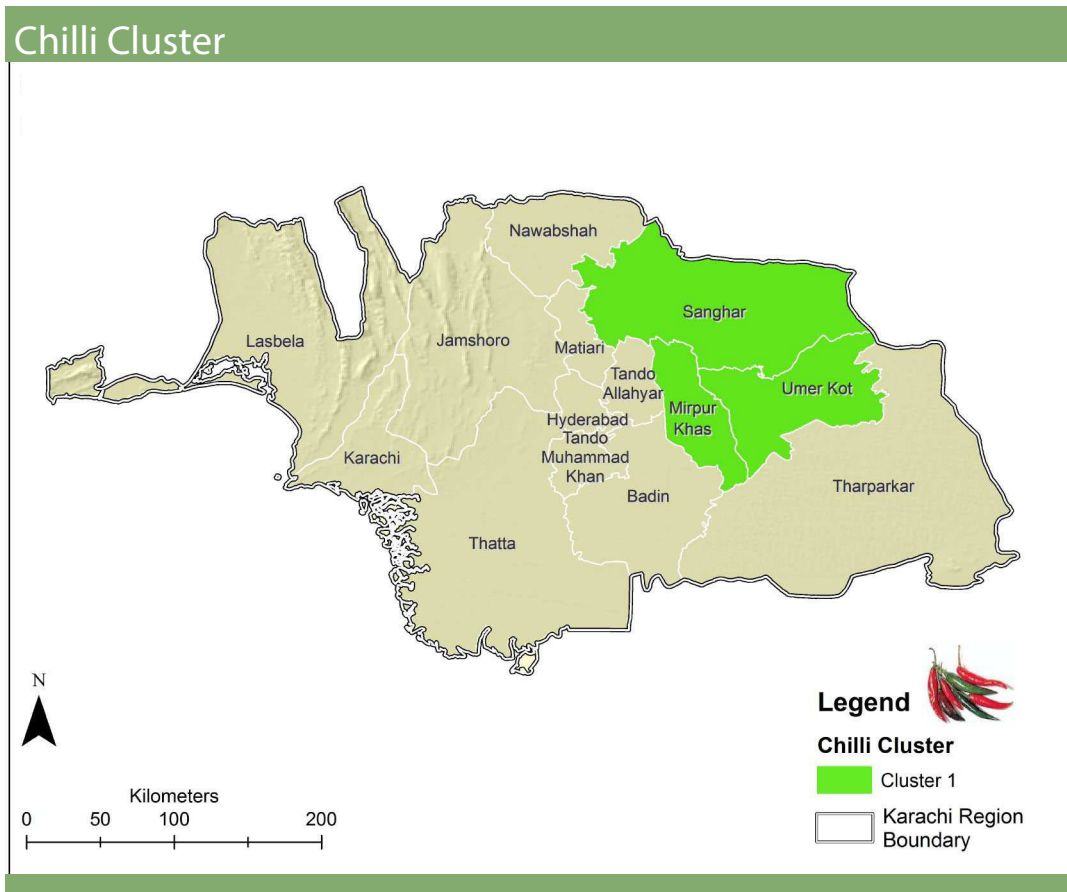 Chilli Cluster
Nawabshah
Sanghar
Lasbela
Jamshoro
Matiari
Tando
Allahyar
Umer Kot
Mirpur
Khas
Hyderabad
Tando
Muhammad
Khan
Karachi
Badin
Tharparkar
Thatta
N
Kilometers
0 50 100 200
Legend
Chilli Cluster
Cluster 1
Karachi Region
Boundary